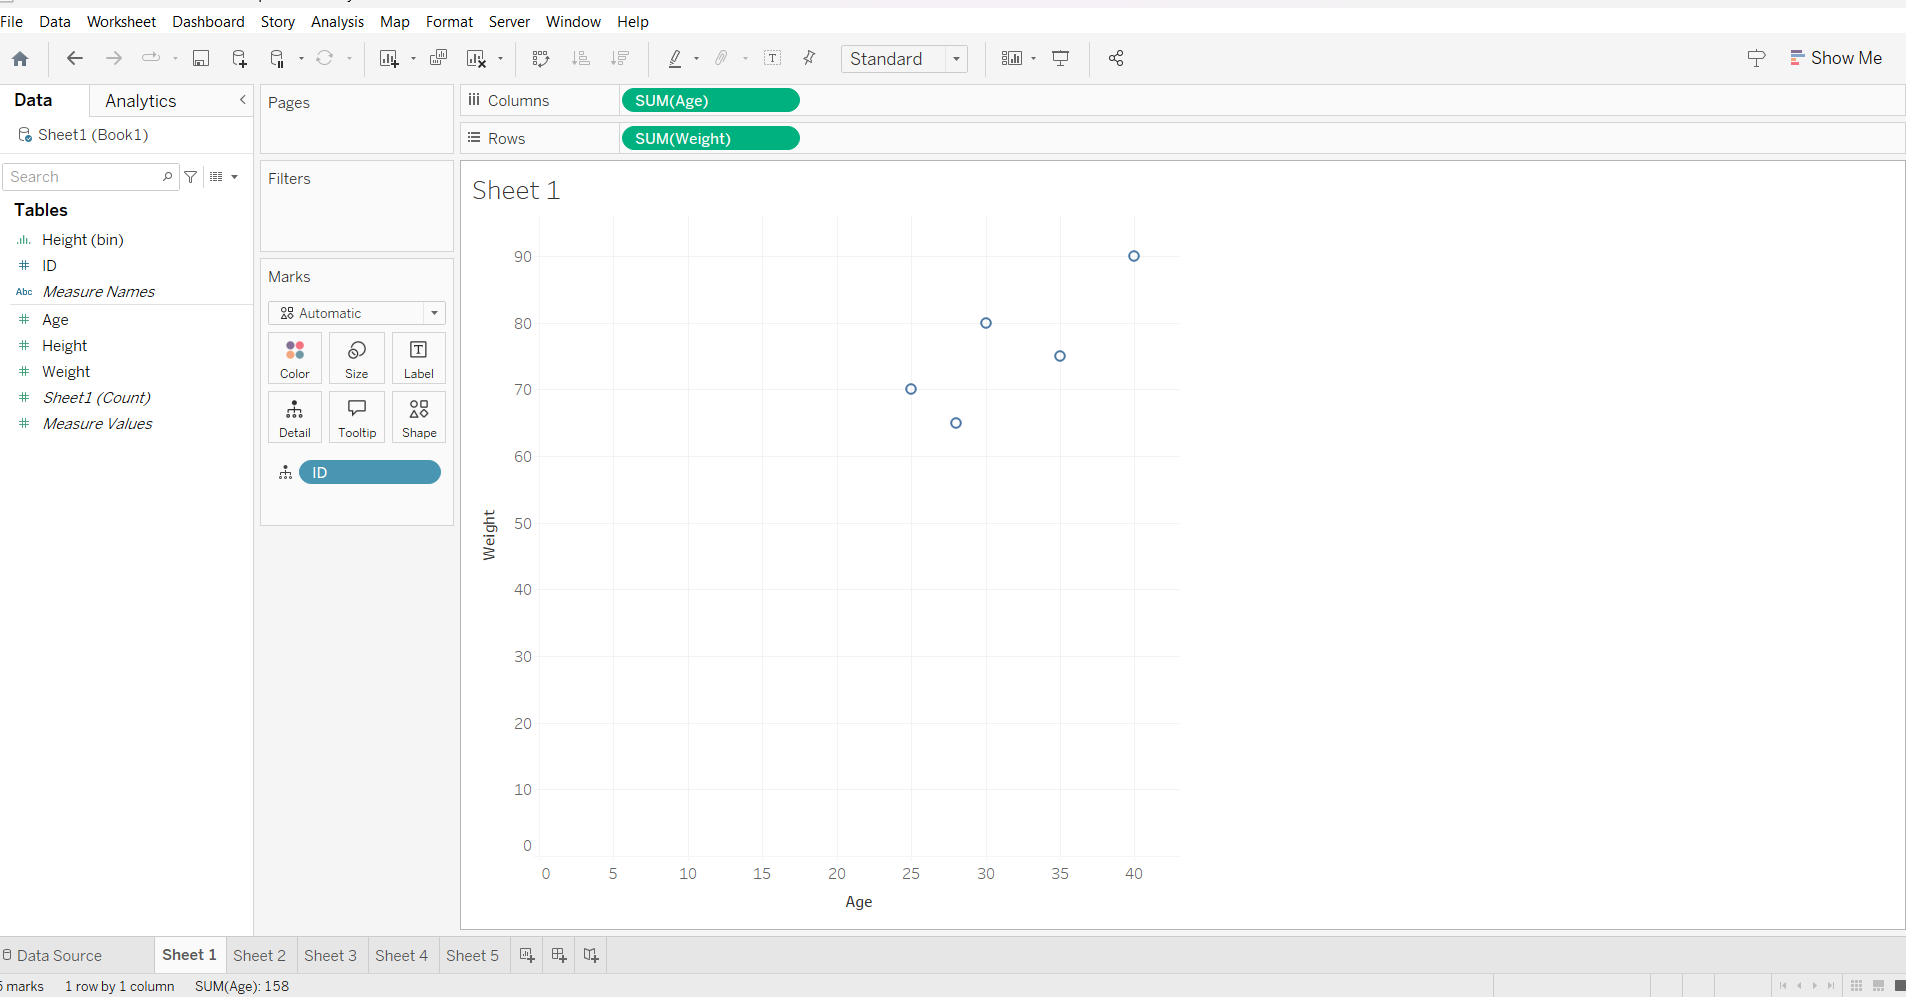 File Data Worksheet Dashboard Story Analysis Map Format Server Window Help
Standard
Show Me
Data Analytics
Sheet1 (Book1)
Search
Tables
Height (bin)
ID
Abc Measure Names
Age
Height
Weight
Sheet1 (Count)
Measure Values
Pages
Filters
Marks
Automatic
Color Size Label
Detail Tooltip Shape
ID
Columns SUM(Age)
Rows SUM(Weight)
Sheet 1
90
80
70
60
50
40
30
20
10
0
Weight
0 5 10 15 20 25 30 35 40
Age
Data Source Sheet 1 Sheet 2 Sheet 3 Sheet 4 Sheet 5
5 marks 1 row by 1 column SUM(Age): 158